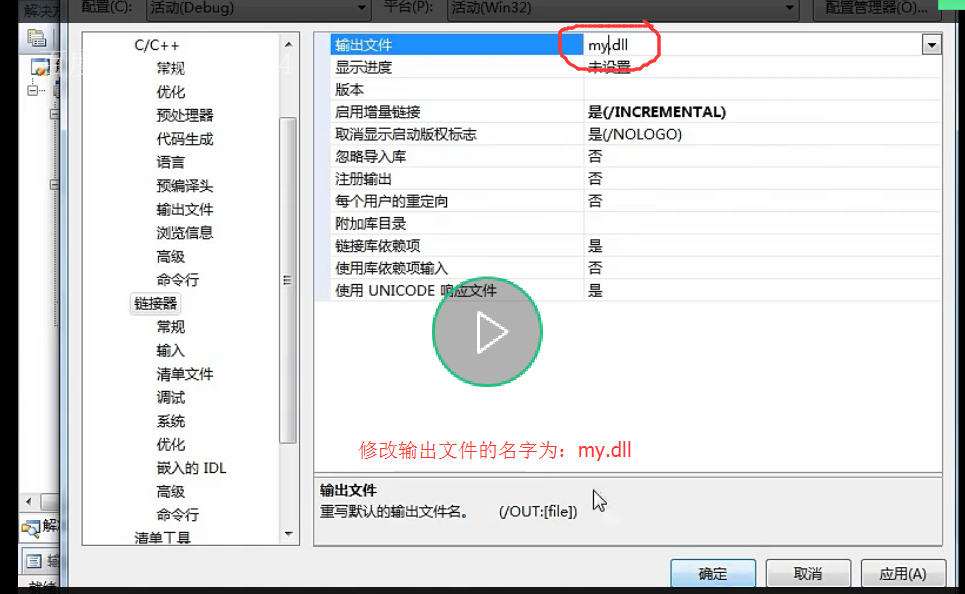 配置(C):
活动(Debug)
平台(P):
活动(Win32)
配置管理器(O)...
C/C++
常规
优化
预处理器
代码生成
语言
预编译头
输出文件
浏览信息
高级
命令行
链接器
常规
输入
清单文件
调试
系统
优化
嵌入的 IDL
高级
命令行
清单工具
输出文件 my.dll
显示进度 未设置
版本
启用增量链接 是(/INCREMENTAL)
取消显示启动版权标志 是(/NOLOGO)
忽略导入库 否
注册输出 否
每个用户的重定向 否
附加库目录
链接库依赖项 是
使用库依赖项输入 否
使用 UNICODE 响应文件 是
修改输出文件的名字为：my.dll
输出文件
重写默认的输出文件名。 (/OUT:[file])
确定
取消
应用(A)